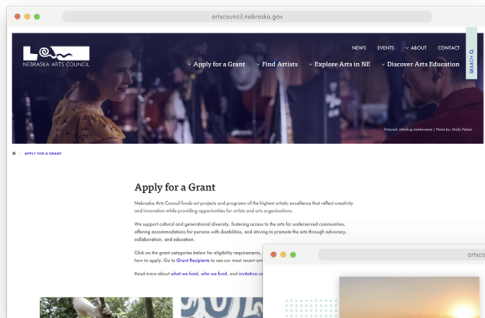 artscouncil.nebraska.gov
NEWS EVENTS ABOUT CONTACT
SEARCH
NEBRASKA ARTS COUNCIL
Apply for a Grant Find Artists Explore Arts in NE Discover Arts Education
APPLY FOR A GRANT
Apply for a Grant
Nebraska Arts Council funds art projects and programs of the highest artistic excellence that reflect creativity
and innovation while providing opportunities for artists and arts organizations.
We support cultural and generational diversity, fostering access to the arts for underserved communities,
offering accommodations for persons with disabilities, and striving to promote the arts through advocacy,
collaboration, and education.
Click on the grant categories below for eligibility requirements,
how to apply. Go to Grant Recipients to see our most recent
Read more about what we fund, who we fund, and
artsco